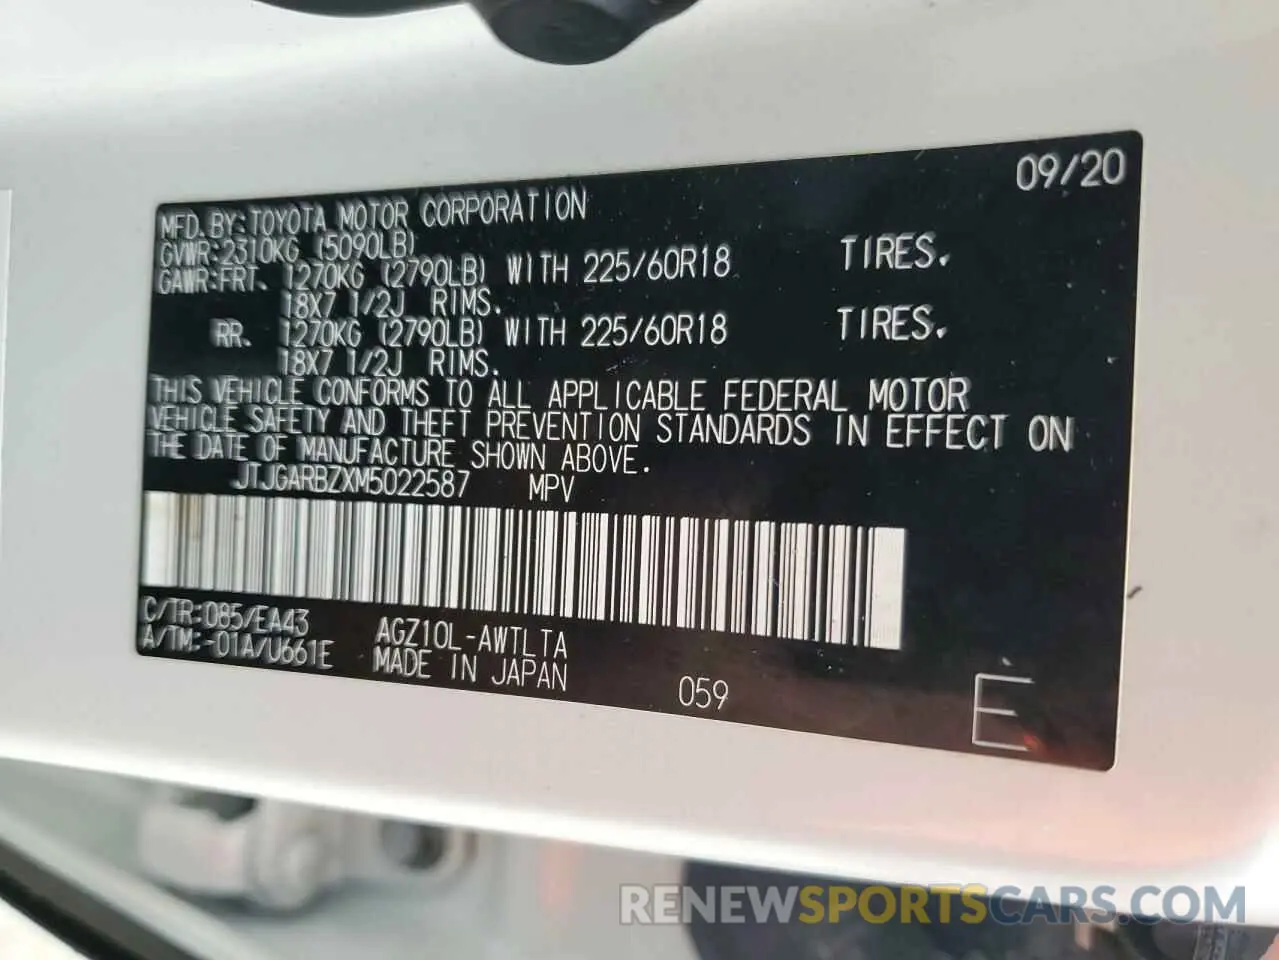 09/20
MFD.BY:TOYOTA MOTOR CORPORATION
GVWR:2310KG (5090LB)
GAWR:FRT. 1270KG (2790LB) WITH 225/60R18 TIRES.
18X7 1/2J RIMS.
RR. 1270KG (2790LB) WITH 225/60R18 TIRES.
18X7 1/2J RIMS.
THIS VEHICLE CONFORMS TO ALL APPLICABLE FEDERAL MOTOR
VEHICLE SAFETY AND THEFT PREVENTION STANDARDS IN EFFECT ON
THE DATE OF MANUFACTURE SHOWN ABOVE.
JTJGARBZXM5022587 MPV
C/TR:085/EA43 AGZ10L-AWTLTA
A/TM:-01A/U661E MADE IN JAPAN
059
E
RENEWSPORTSCARS.COM